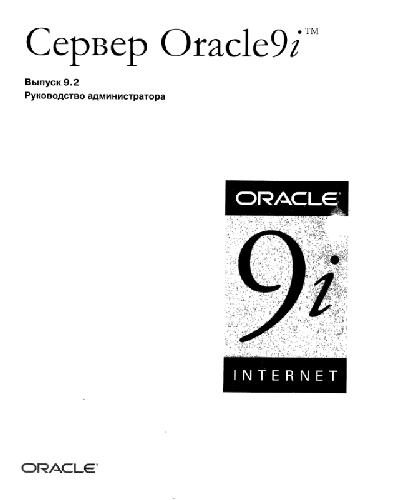 Сервер Oracle9i™
Выпуск 9.2
Руководство администратора
ORACLE®
9i
INTERNET
ORACLE®